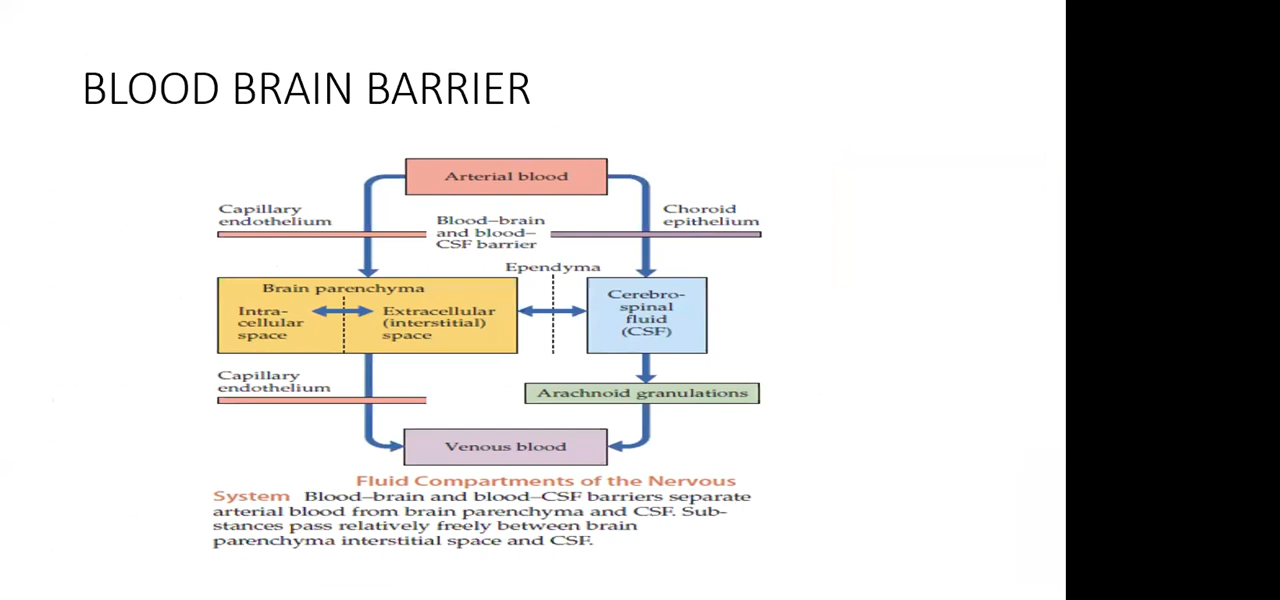 BLOOD BRAIN BARRIER
Arterial blood
Capillary
endothelium
Blood–brain
and blood–
CSF barrier
Choroid
epithelium
Ependyma
Brain parenchyma
Intra-
cellular
space
Extracellular
(interstitial)
space
Cerebro-
spinal
fluid
(CSF)
Capillary
endothelium
Arachnoid granulations
Venous blood
Fluid Compartments of the Nervous
System Blood–brain and blood–CSF barriers separate
arterial blood from brain parenchyma and CSF. Sub-
stances pass relatively freely between brain
parenchyma interstitial space and CSF.